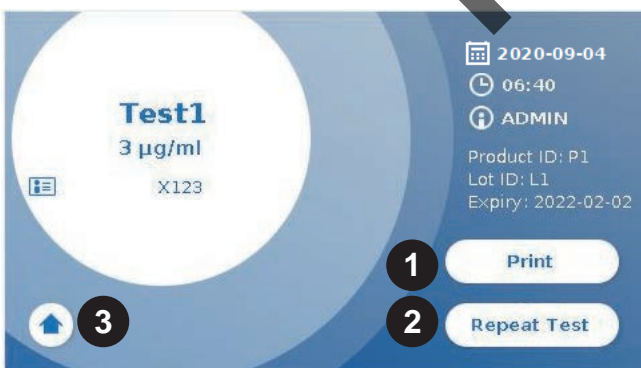 Test1
3 µg/ml
X123
2020-09-04
06:40
ADMIN
Product ID: P1
Lot ID: L1
Expiry: 2022-02-02
1
Print
2
Repeat Test
3